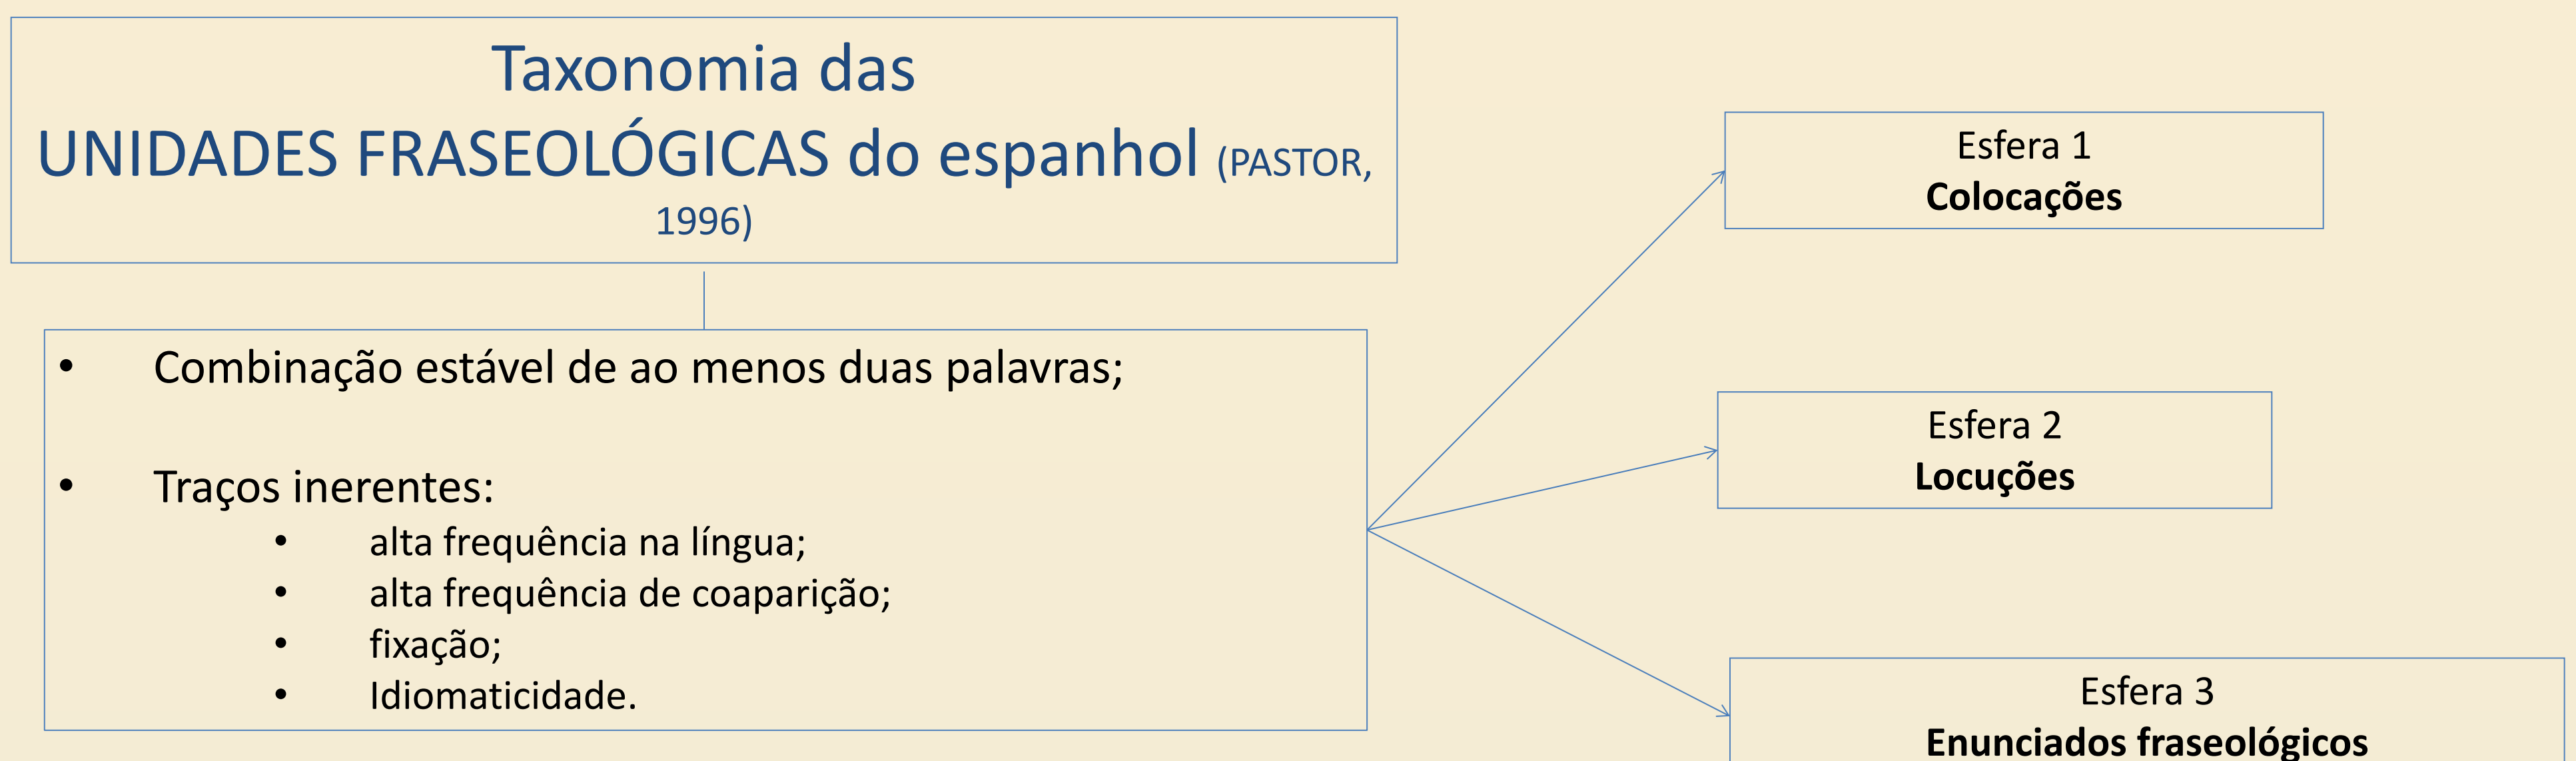 Taxonomia das
UNIDADES FRASEOLÓGICAS do espanhol (PASTOR,
1996)
• Combinação estável de ao menos duas palavras;
• Traços inerentes:
• alta frequência na língua;
• alta frequência de coaparição;
• fixação;
• Idiomaticidade.
Esfera 1
Colocações
Esfera 2
Locuções
Esfera 3
Enunciados fraseológicos